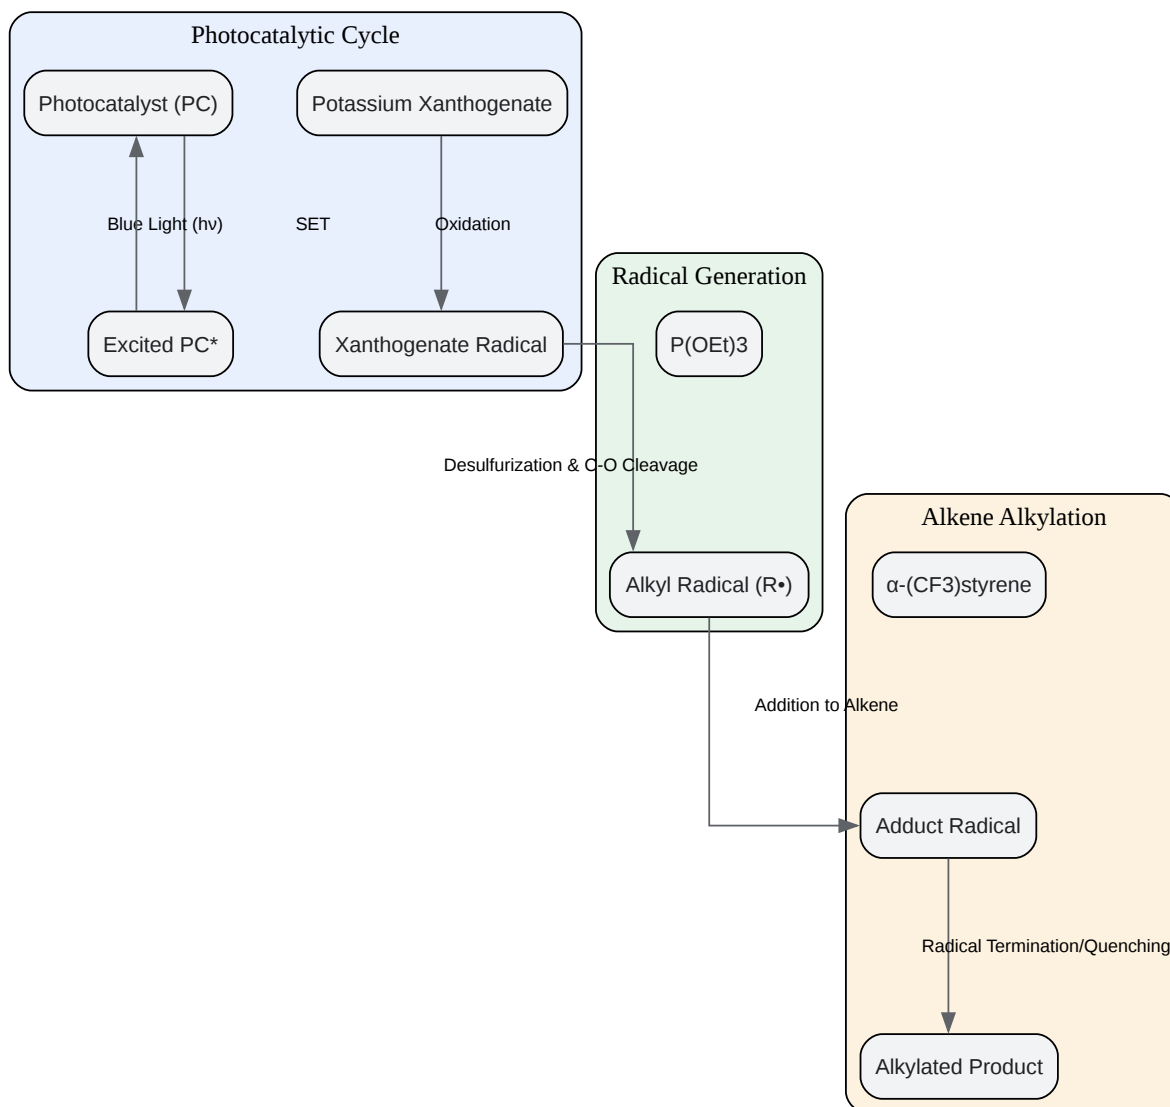 Photocatalytic Cycle
Photocatalyst (PC)
Potassium Xanthogenate
Blue Light (hν)
SET
Oxidation
Excited PC*
Xanthogenate Radical
Radical Generation
P(OEt)3
Desulfurization & C-O Cleavage
Alkyl Radical (R•)
Alkene Alkylation
α-(CF3)styrene
Addition to Alkene
Adduct Radical
Radical Termination/Quenching
Alkylated Product